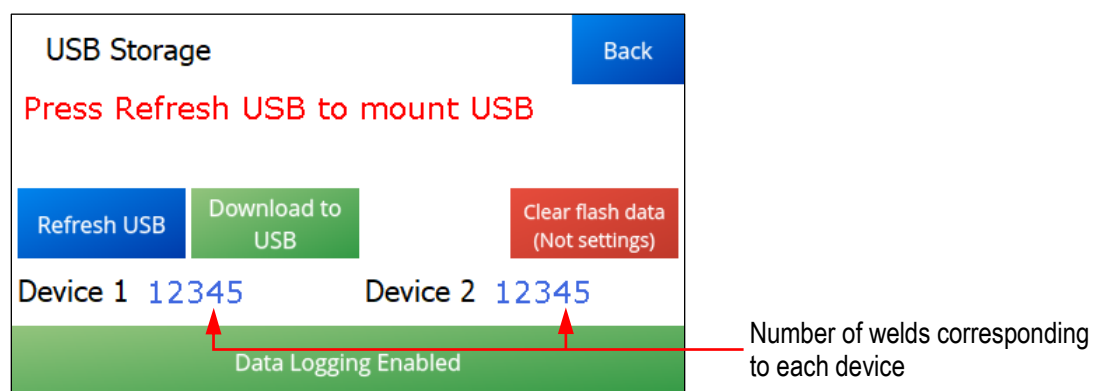 USB Storage
Back
Press Refresh USB to mount USB
Refresh USB
Download to
USB
Clear flash data
(Not settings)
Device 1 12345
Device 2 12345
Data Logging Enabled
Number of welds corresponding
to each device